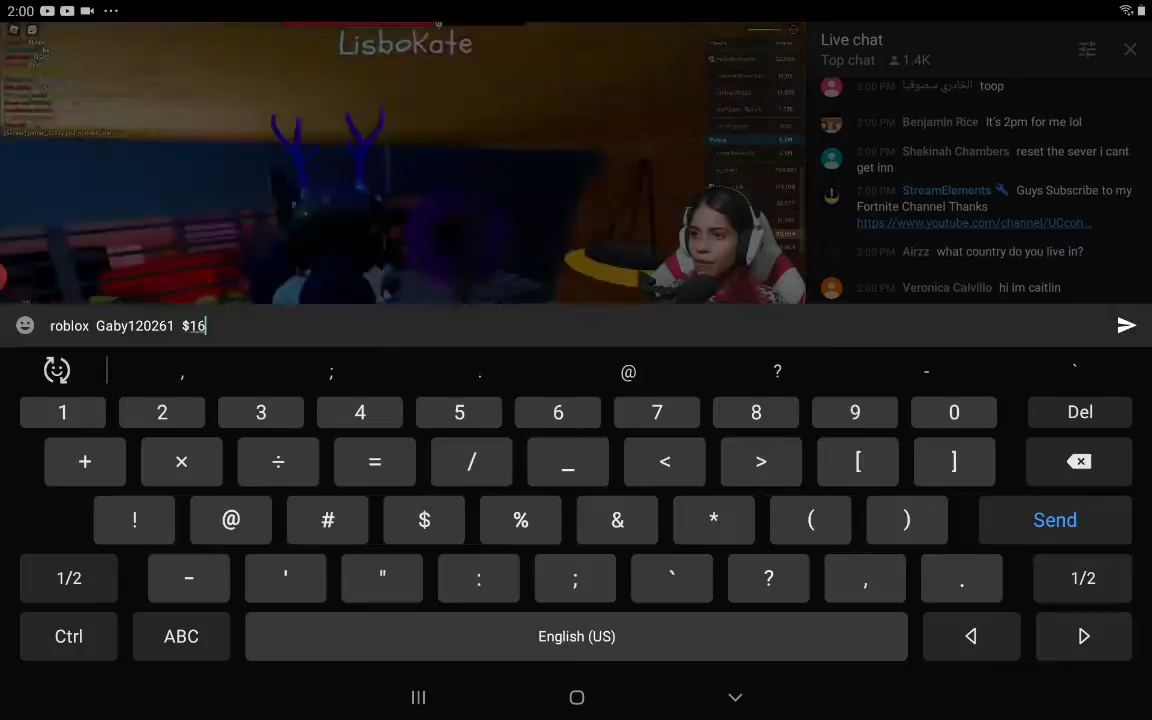 2:00
LisboKate
Live chat
Top chat 1.4K
2:00 PM الخادري سصوفيا toop
2:00 PM Benjamin Rice It's 2pm for me lol
2:00 PM Shekinah Chambers reset the sever i cant
get inn
2:00 PM StreamElements Guys Subscribe to my
Fortnite Channel Thanks
https://www.youtube.com/channel/UCcoh...
2:00 PM Airzz what country do you live in?
2:00 PM Veronica Calvillo hi im caitlin
roblox Gaby120261 $16
, ; . @ ? - `
1 2 3 4 5 6 7 8 9 0 Del
+ × ÷ = / _ < > [ ]
! @ # $ % & * ( ) Send
1/2 - ' " : ; ` ? , . 1/2
Ctrl ABC English (US)